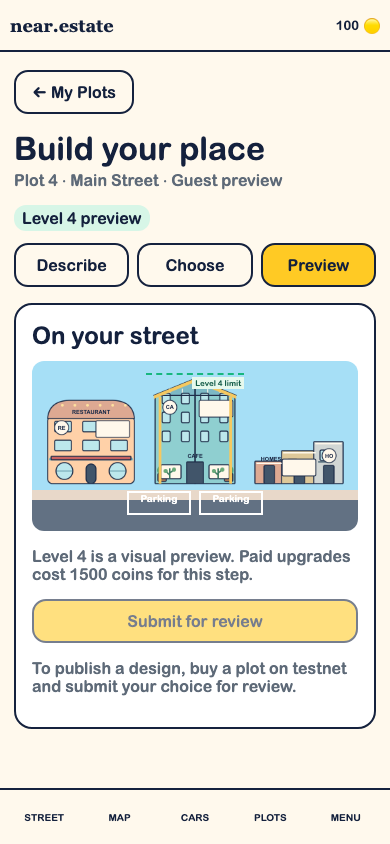 near.estate
100
← My Plots
Build your place
Plot 4 · Main Street · Guest preview
Level 4 preview
Describe
Choose
Preview
On your street
Level 4 limit
RESTAURANT
RE
CA
CAFE
HOMES
HO
Parking
Parking
Level 4 is a visual preview. Paid upgrades
cost 1500 coins for this step.
Submit for review
To publish a design, buy a plot on testnet
and submit your choice for review.
STREET
MAP
CARS
PLOTS
MENU